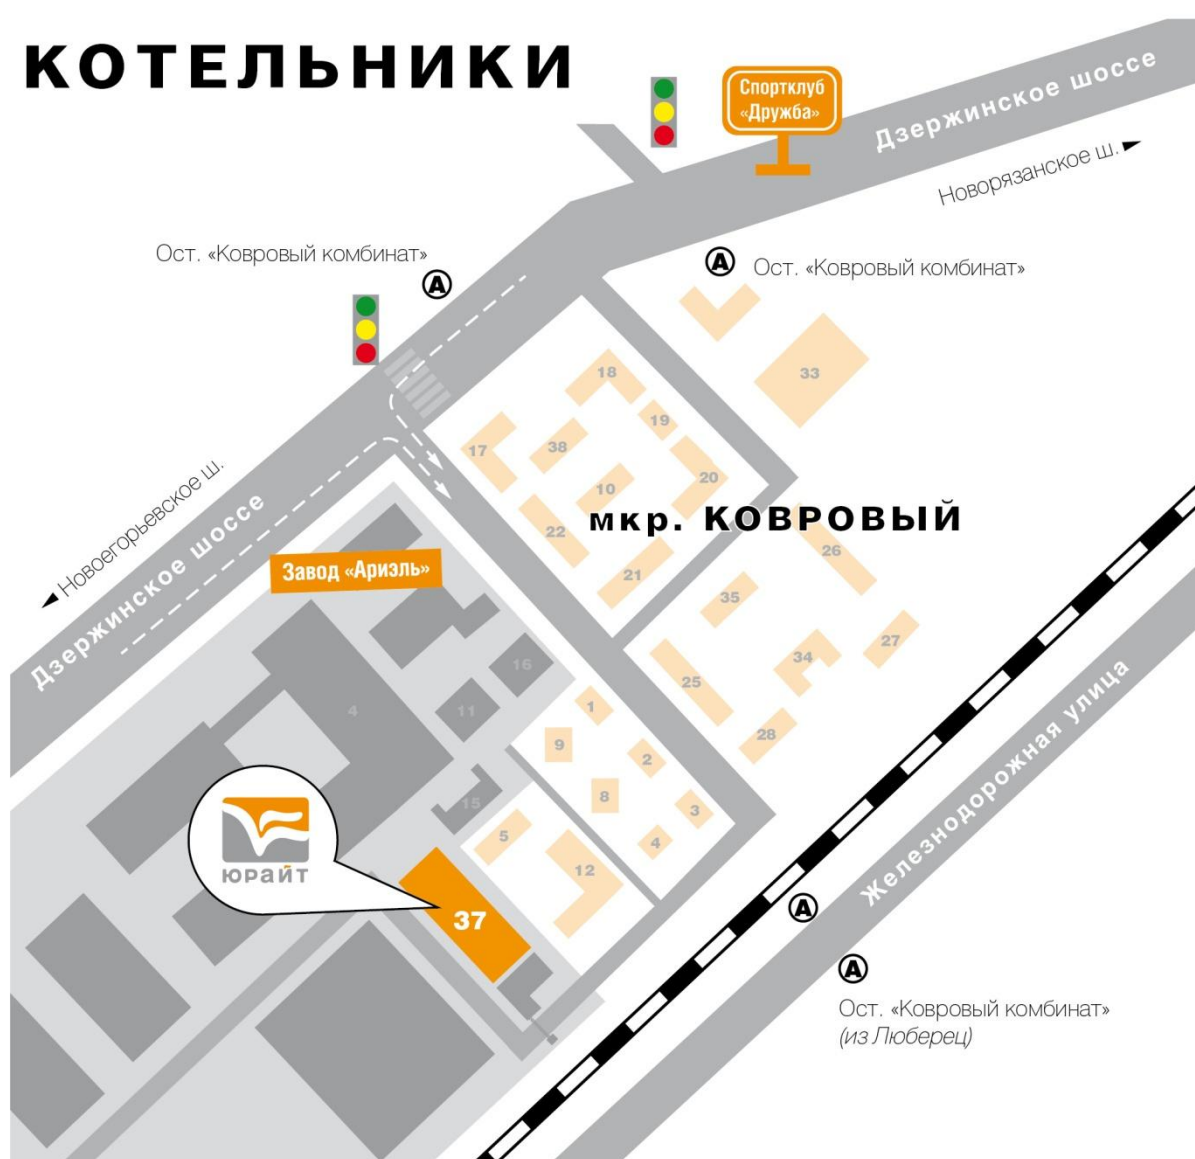 КОТЕЛЬНИКИ
Спортклуб
«Дружба»
Дзержинское шоссе
Новорязанское ш.
Ост. «Ковровый комбинат»
А
А
Ост. «Ковровый комбинат»
33
18
19
17
38
20
10
мкр. КОВРОВЫЙ
22
26
21
Новоегорьевское ш.
Дзержинское шоссе
Завод «Ариэль»
35
27
34
16
25
1
11
4
28
9
2
8
15
3
5
4
12
ЮРАЙТ
37
Железнодорожная улица
А
А
Ост. «Ковровый комбинат»
(из Люберец)